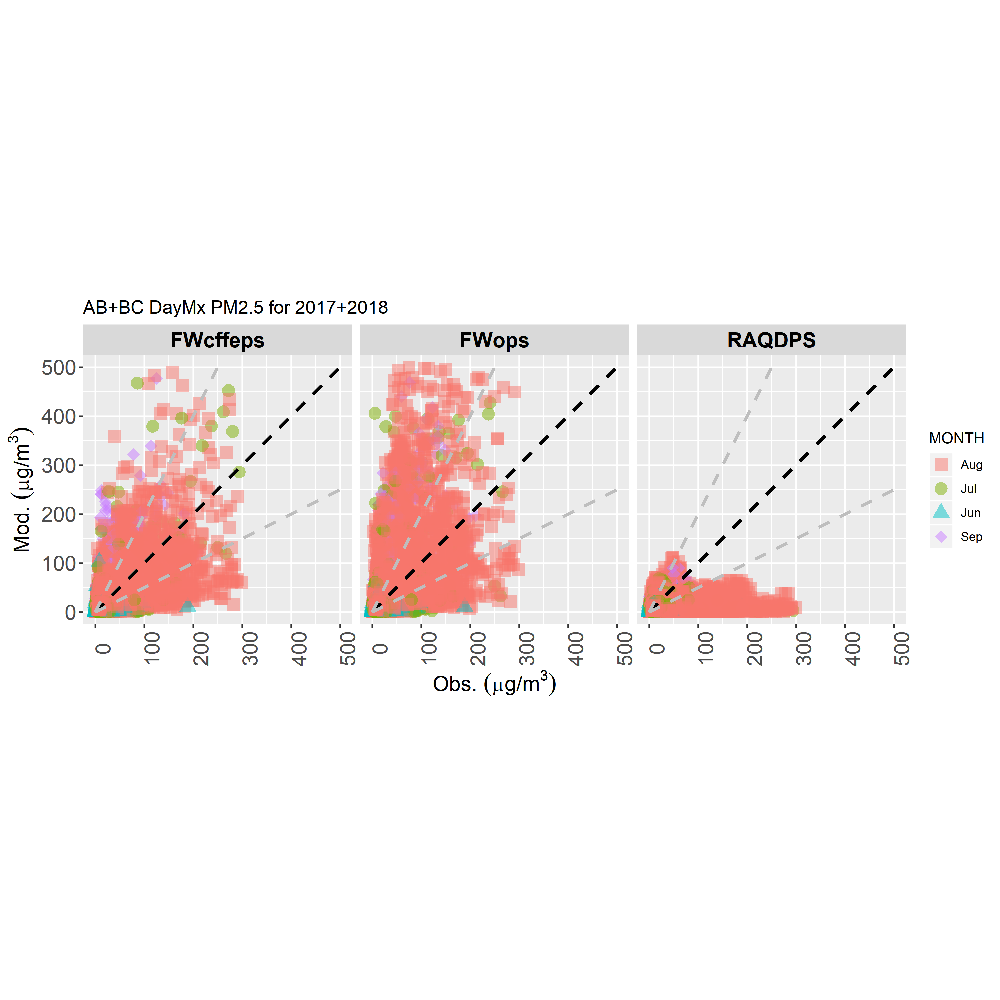 AB+BC DayMx PM2.5 for 2017+2018
FWcffeps FWops RAQDPS
Mod. (μg/m³)
500
400
300
200
100
0
0 100 200 300 400 500 0 100 200 300 400 500 0 100 200 300 400 500
Obs. (μg/m³)
MONTH
Aug
Jul
Jun
Sep